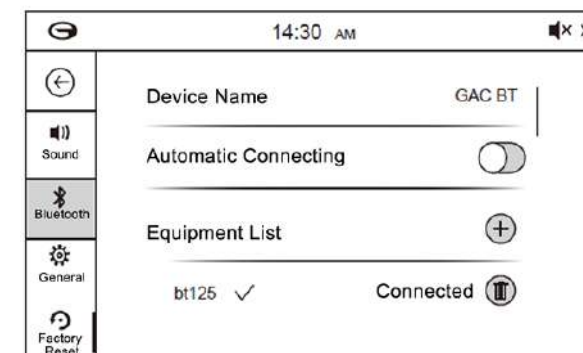 14:30 AM
Device Name GAC BT
Sound
Automatic Connecting
Bluetooth
Equipment List
General
bt125 Connected
Factory
Reset